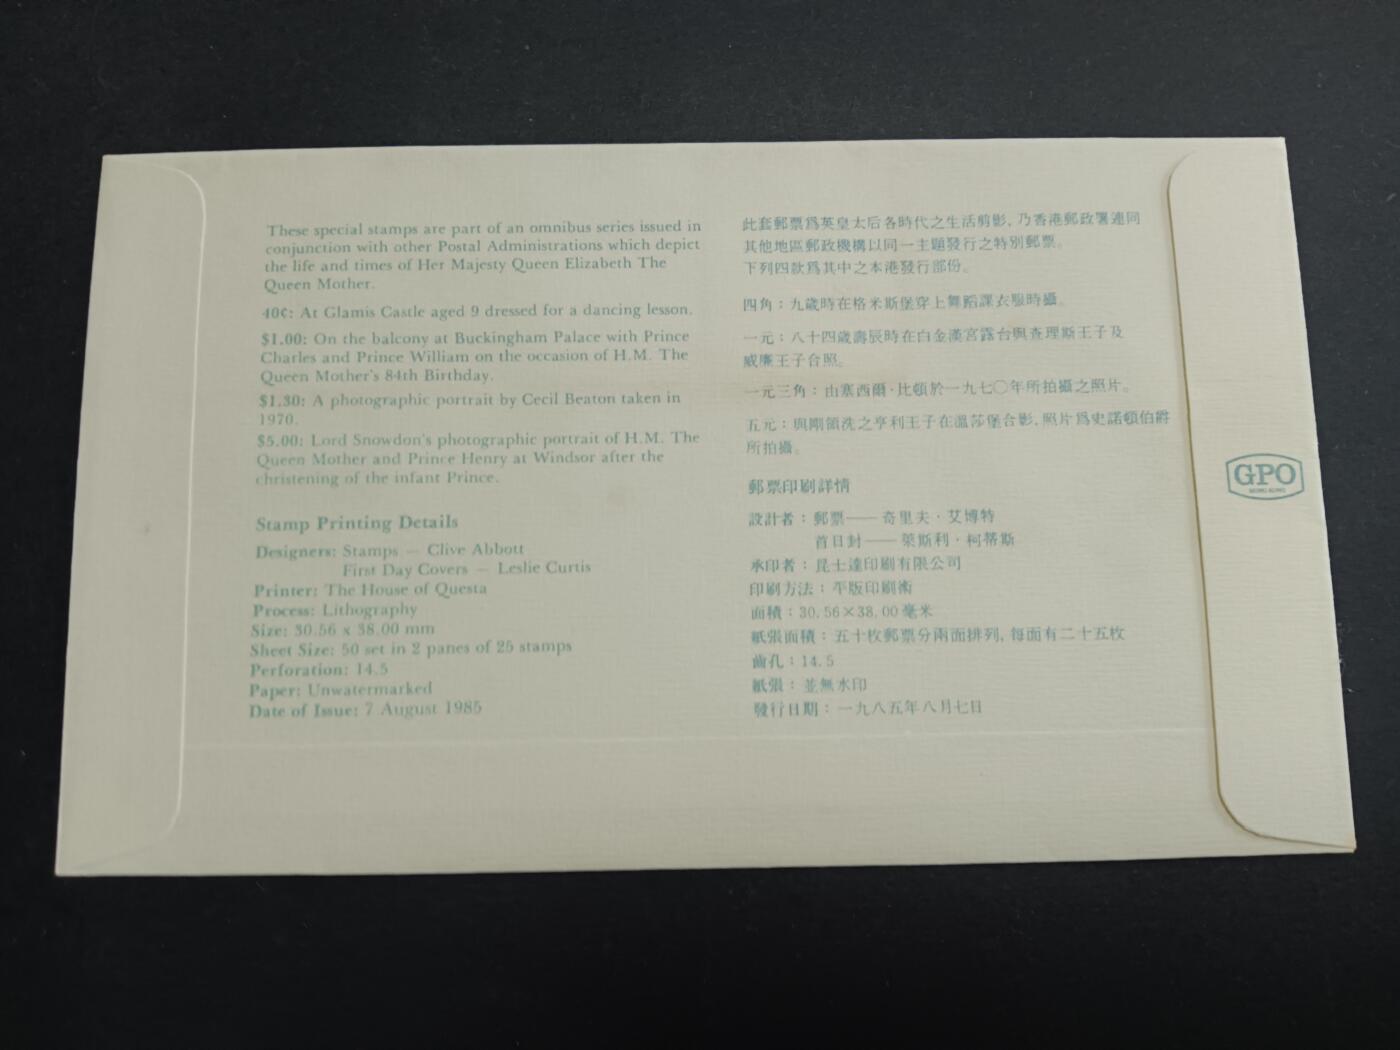 These special stamps are part of an omnibus series issued in
conjunction with other Postal Administrations which depict
the life and times of Her Majesty Queen Elizabeth The
Queen Mother.
40¢: At Glamis Castle aged 9 dressed for a dancing lesson.
$1.00: On the balcony at Buckingham Palace with Prince
Charles and Prince William on the occasion of H.M. The
Queen Mother's 84th Birthday.
$1.30: A photographic portrait by Cecil Beaton taken in
1970.
$5.00: Lord Snowdon's photographic portrait of H.M. The
Queen Mother and Prince Henry at Windsor after the
christening of the infant Prince.
Stamp Printing Details
Designers: Stamps — Clive Abbott
First Day Covers — Leslie Curtis
Printer: The House of Questa
Process: Lithography
Size: 30.56 x 38.00 mm
Sheet Size: 50 set in 2 panes of 25 stamps
Perforation: 14.5
Paper: Unwatermarked
Date of Issue: 7 August 1985
此套郵票爲英皇太后各時代之生活剪影，乃香港郵政署連同
其他地區郵政機構以同一主題發行之特別郵票。
下列四款爲其中之本港發行部份。
四角：九歲時在格米斯堡穿上舞蹈課衣服時攝。
一元：八十四歲壽辰時在白金漢宮露台與查理斯王子及
威廉王子合照。
一元三角：由塞西爾·比頓於一九七〇年所拍攝之照片。
五元：與剛領洗之亨利王子在溫莎堡合影，照片爲史諾頓伯爵
所拍攝。
郵票印刷詳情
設計者：郵票——奇里夫·艾博特
首日封——萊斯利·柯蒂斯
承印者：昆士達印刷有限公司
印刷方法：平版印刷術
面積：30.56×38.00毫米
紙張面積：五十枚郵票分兩面排列，每面有二十五枚
齒孔：14.5
紙張：並無水印
發行日期：一九八五年八月七日
GPO
HONG KONG